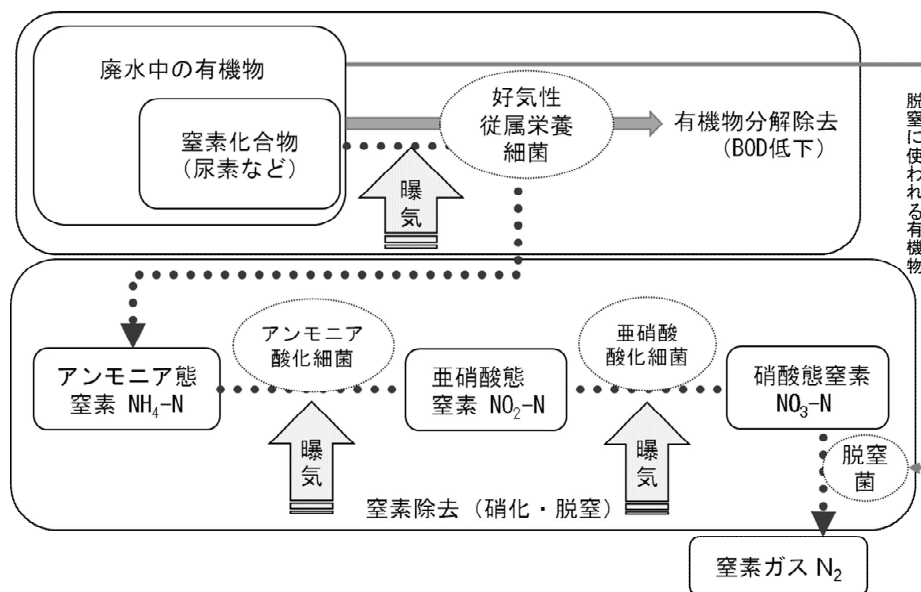 廃水中の有機物
窒素化合物
(尿素など)
好気性
従属栄養
細菌
有機物分解除去
(BOD低下)
曝
気
脱窒に使われる有機物
アンモニア
酸化細菌
亜硝酸
酸化細菌
アンモニア態
窒素 NH₄-N
亜硝酸態
窒素 NO₂-N
硝酸態窒素
NO₃-N
曝
気
曝
気
脱窒
菌
窒素除去(硝化・脱窒)
窒素ガス N₂